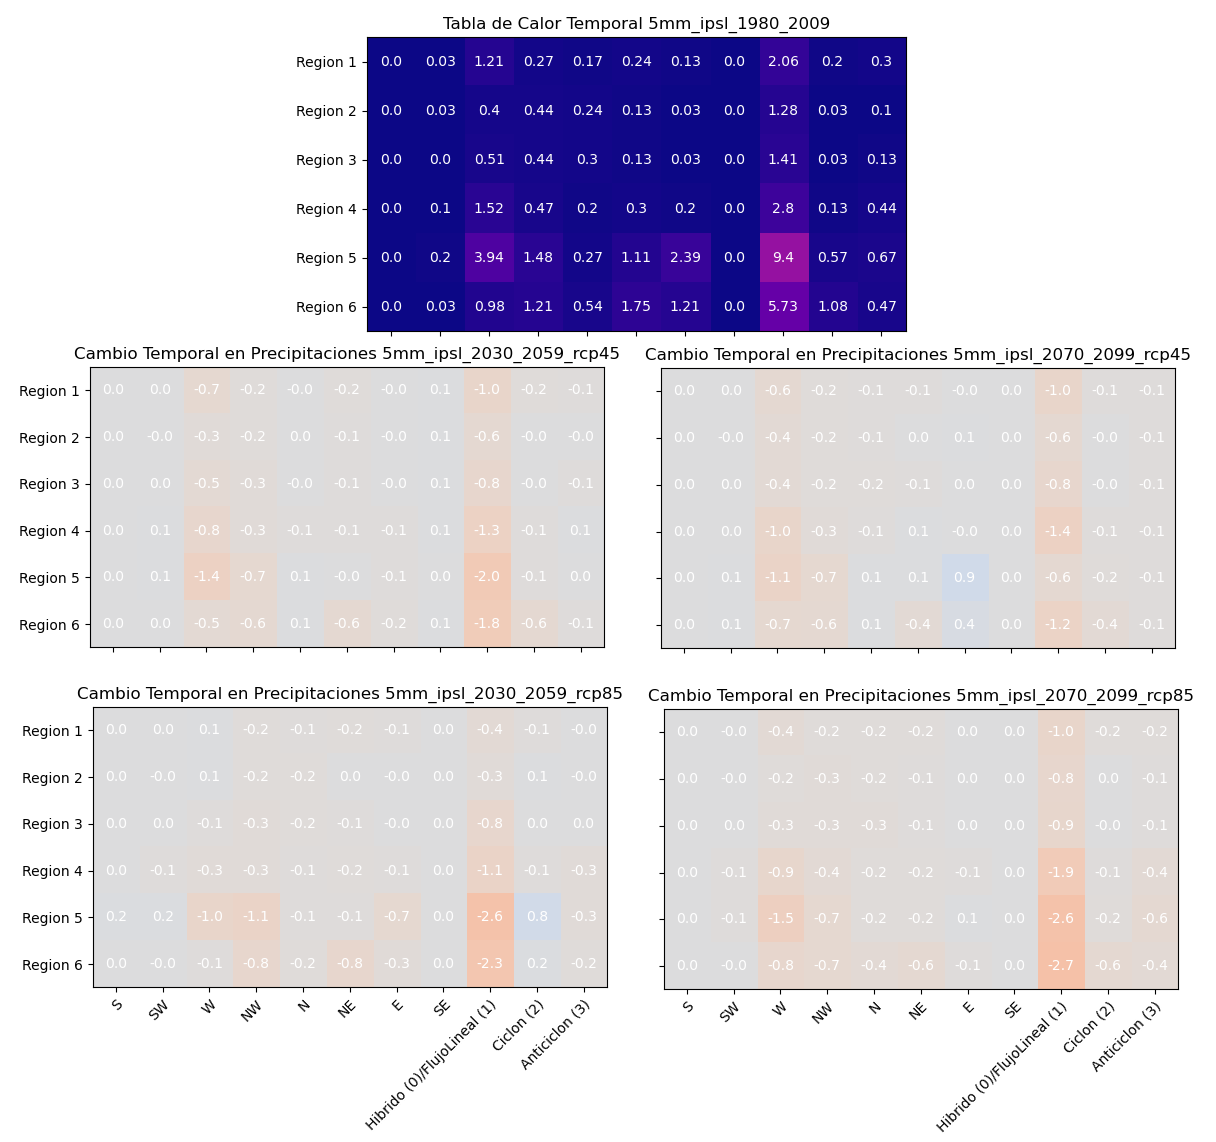 Tabla de Calor Temporal 5mm_ipsl_1980_2009
Region 1 0.0 0.03 1.21 0.27 0.17 0.24 0.13 0.0 2.06 0.2 0.3
Region 2 0.0 0.03 0.4 0.44 0.24 0.13 0.03 0.0 1.28 0.03 0.1
Region 3 0.0 0.0 0.51 0.44 0.3 0.13 0.03 0.0 1.41 0.03 0.13
Region 4 0.0 0.1 1.52 0.47 0.2 0.3 0.2 0.0 2.8 0.13 0.44
Region 5 0.0 0.2 3.94 1.48 0.27 1.11 2.39 0.0 9.4 0.57 0.67
Region 6 0.0 0.03 0.98 1.21 0.54 1.75 1.21 0.0 5.73 1.08 0.47
Cambio Temporal en Precipitaciones 5mm_ipsl_2030_2059_rcp45
Region 1 0.0 0.0 -0.7 -0.2 -0.0 -0.2 -0.0 0.1 -1.0 -0.2 -0.1
Region 2 0.0 -0.0 -0.3 -0.2 0.0 -0.1 -0.0 0.1 -0.6 -0.0 -0.0
Region 3 0.0 0.0 -0.5 -0.3 -0.0 -0.1 -0.0 0.1 -0.8 -0.0 -0.1
Region 4 0.0 0.1 -0.8 -0.3 -0.1 -0.1 -0.1 0.1 -1.3 -0.1 0.1
Region 5 0.0 0.1 -1.4 -0.7 0.1 -0.0 -0.1 0.0 -2.0 -0.1 0.0
Region 6 0.0 0.0 -0.5 -0.6 0.1 -0.6 -0.2 0.1 -1.8 -0.6 -0.1
Cambio Temporal en Precipitaciones 5mm_ipsl_2070_2099_rcp45
0.0 0.0 -0.6 -0.2 -0.1 -0.1 -0.0 0.0 -1.0 -0.1 -0.1
0.0 -0.0 -0.4 -0.2 -0.1 0.0 0.1 0.0 -0.6 -0.0 -0.1
0.0 0.0 -0.4 -0.2 -0.2 -0.1 0.0 0.0 -0.8 -0.0 -0.1
0.0 0.0 -1.0 -0.3 -0.1 0.1 -0.0 0.0 -1.4 -0.1 -0.1
0.0 0.1 -1.1 -0.7 0.1 0.1 0.9 0.0 -0.6 -0.2 -0.1
0.0 0.1 -0.7 -0.6 0.1 -0.4 0.4 0.0 -1.2 -0.4 -0.1
Cambio Temporal en Precipitaciones 5mm_ipsl_2030_2059_rcp85
Region 1 0.0 0.0 0.1 -0.2 -0.1 -0.2 -0.1 0.0 -0.4 -0.1 -0.0
Region 2 0.0 -0.0 0.1 -0.2 -0.2 0.0 -0.0 0.0 -0.3 0.1 -0.0
Region 3 0.0 0.0 -0.1 -0.3 -0.2 -0.1 -0.0 0.0 -0.8 0.0 0.0
Region 4 0.0 -0.1 -0.3 -0.3 -0.1 -0.2 -0.1 0.0 -1.1 -0.1 -0.3
Region 5 0.2 0.2 -1.0 -1.1 -0.1 -0.1 -0.7 0.0 -2.6 0.8 -0.3
Region 6 0.0 -0.0 -0.1 -0.8 -0.2 -0.8 -0.3 0.0 -2.3 0.2 -0.2
S SW W NW N NE E SE Hibrido (0)/FlujoLineal (1) Ciclon (2) Anticiclon (3)
Cambio Temporal en Precipitaciones 5mm_ipsl_2070_2099_rcp85
0.0 0.0 -0.4 -0.2 -0.2 -0.2 0.0 0.0 -1.0 -0.2 -0.2
0.0 -0.0 -0.2 -0.3 -0.2 -0.1 0.0 0.0 -0.8 0.0 -0.1
0.0 0.0 -0.3 -0.3 -0.3 -0.1 0.0 0.0 -0.9 -0.0 -0.1
0.0 -0.1 -0.9 -0.4 -0.2 -0.2 -0.1 0.0 -1.9 -0.1 -0.4
0.0 -0.1 -1.5 -0.7 -0.2 -0.2 0.1 0.0 -2.6 -0.2 -0.6
0.0 -0.0 -0.8 -0.7 -0.4 -0.6 -0.1 0.0 -2.7 -0.6 -0.4
S SW W NW N NE E SE Hibrido (0)/FlujoLineal (1) Ciclon (2) Anticiclon (3)